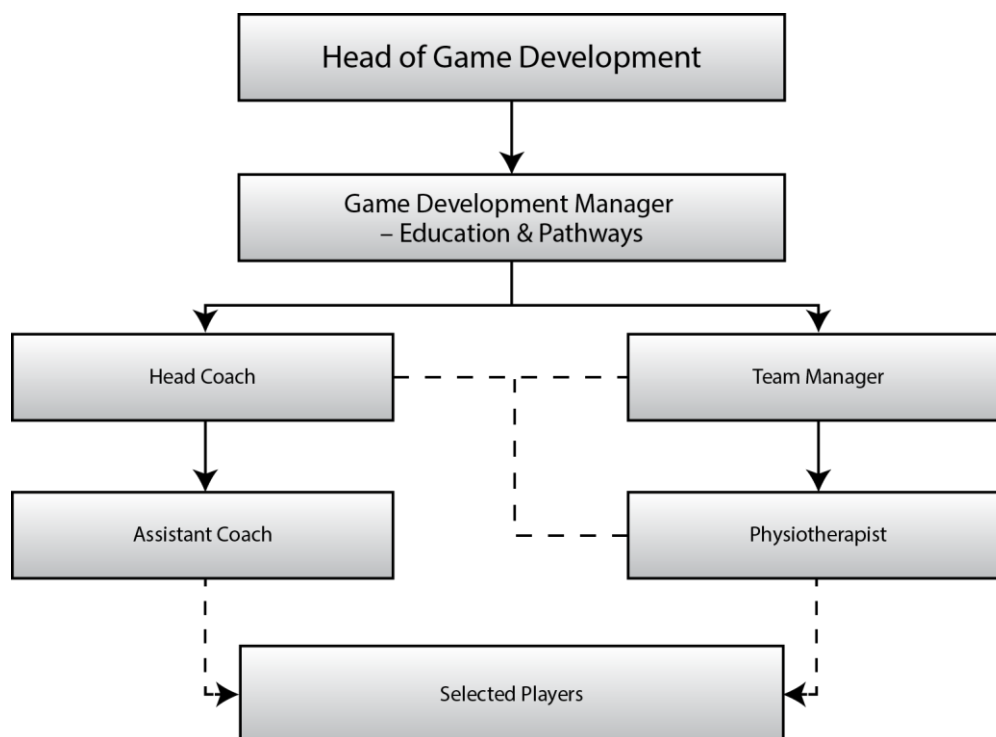 Head of Game Development
Game Development Manager
– Education & Pathways
Head Coach
Team Manager
Assistant Coach
Physiotherapist
Selected Players